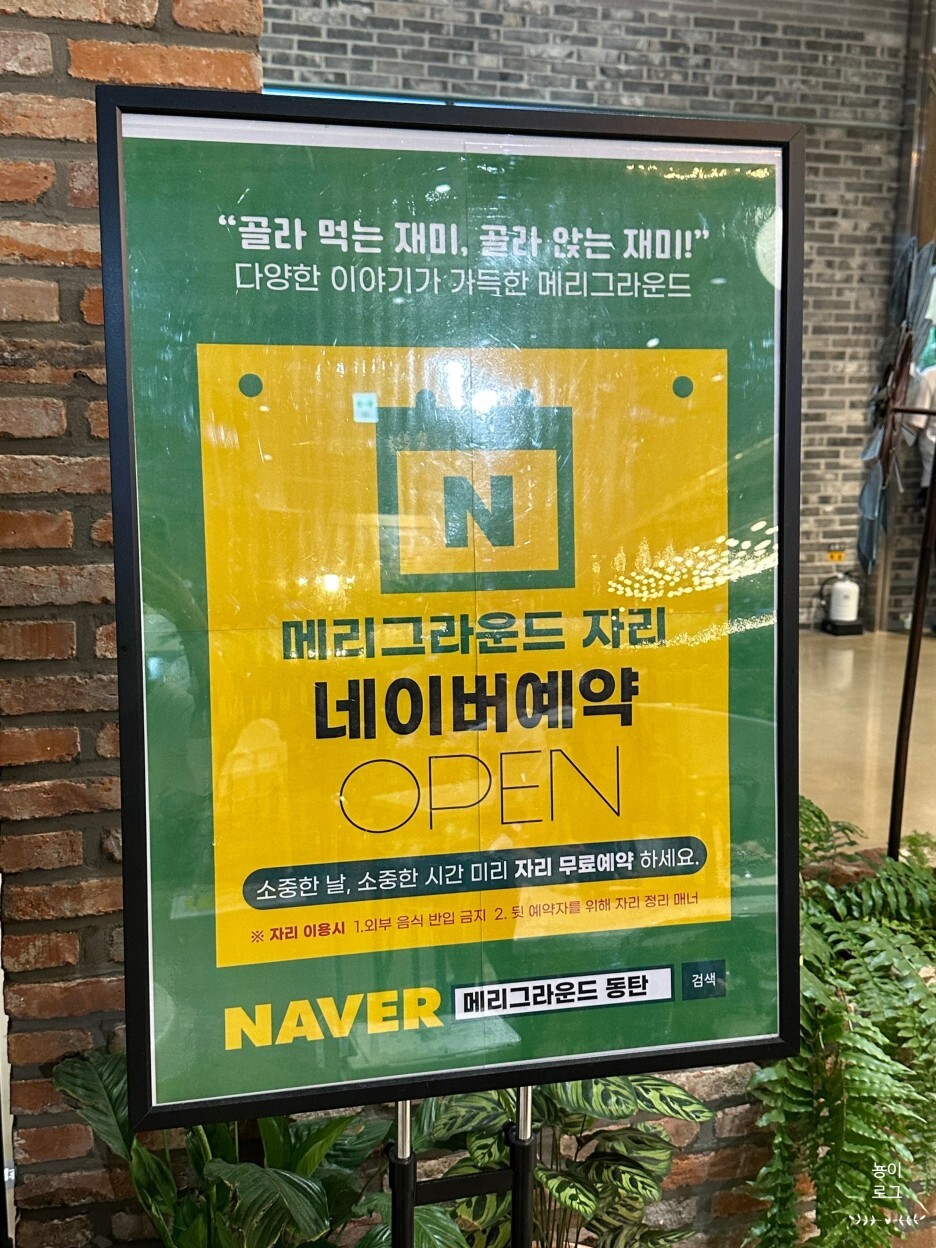 “골라 먹는 재미, 골라 앉는 재미!”
다양한 이야기가 가득한 메리그라운드
N
메리그라운드 자리
네이버예약
OPEN
소중한 날, 소중한 시간 미리 자리 무료예약 하세요.
※ 자리 이용시 1.외부 음식 반입 금지 2. 뒷 예약자를 위해 자리 정리 매너
NAVER 메리그라운드 동탄 검색
뇽이
로그